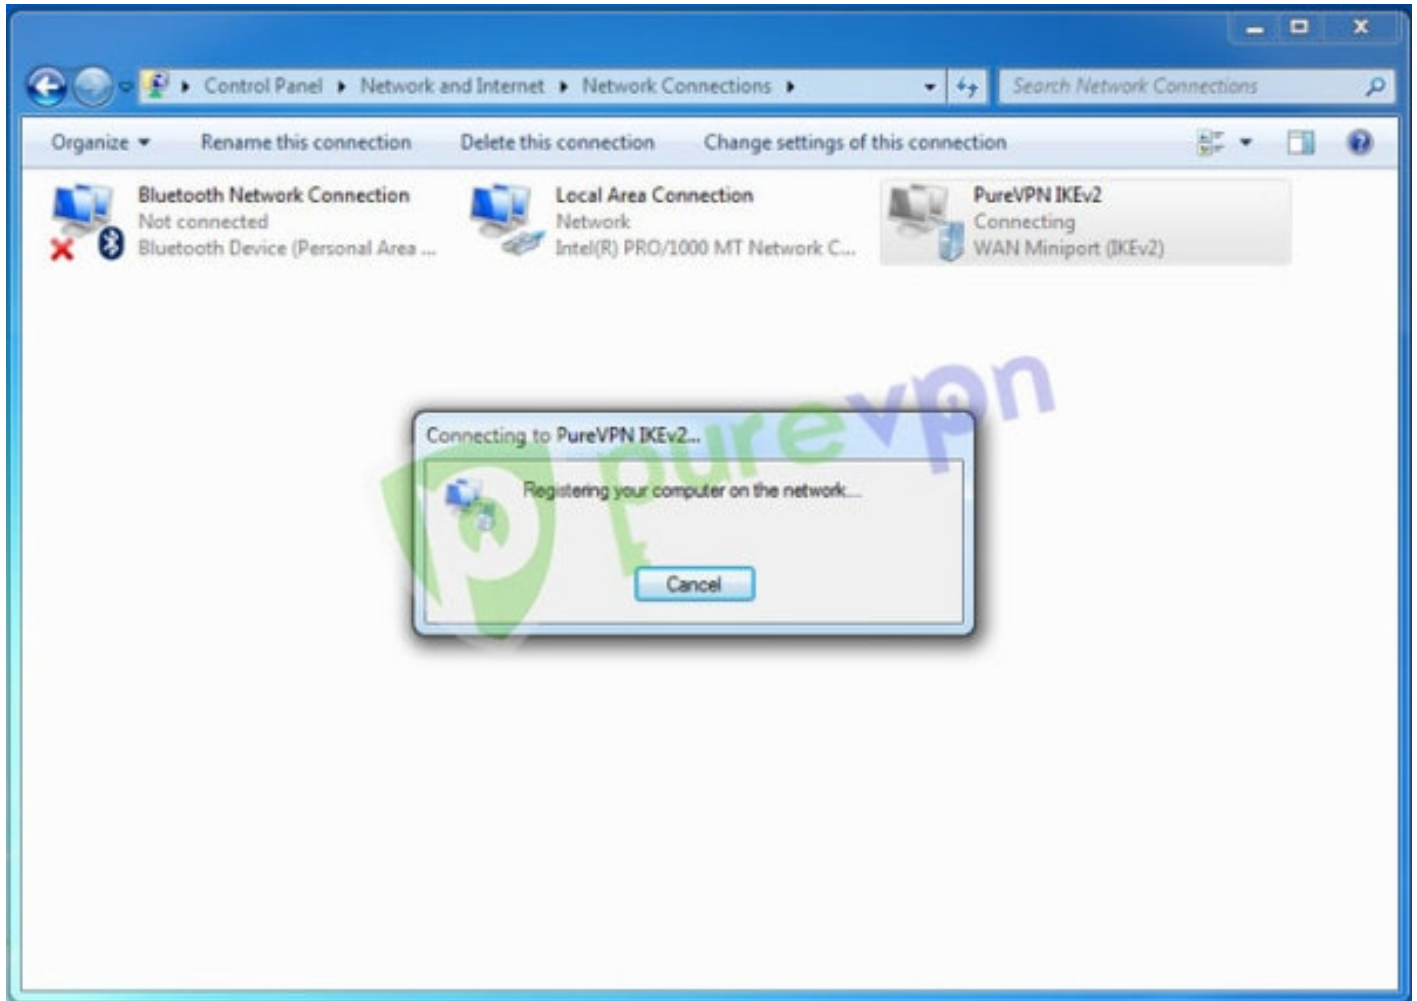 Control Panel Network and Internet Network Connections Search Network Connections
Organize Rename this connection Delete this connection Change settings of this connection
Bluetooth Network Connection
Not connected
Bluetooth Device (Personal Area ...
Local Area Connection
Network
Intel(R) PRO/1000 MT Network C...
PureVPN IKEv2
Connecting
WAN Miniport (IKEv2)
purevpn
Connecting to PureVPN IKEv2...
Registering your computer on the network...
Cancel